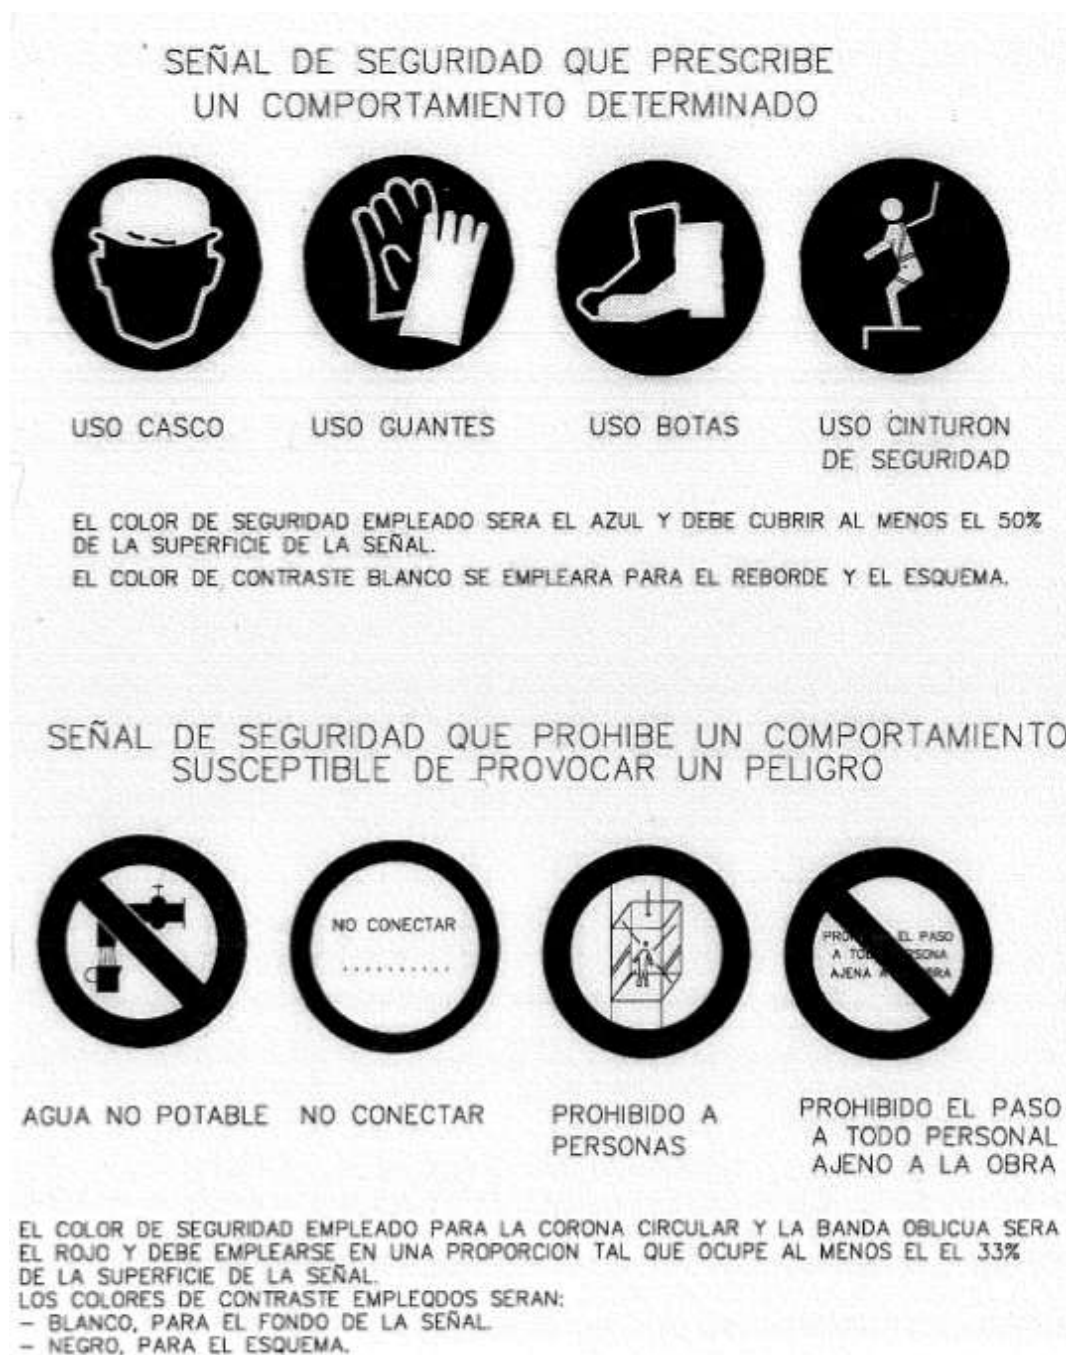 SEÑAL DE SEGURIDAD QUE PRESCRIBE
UN COMPORTAMIENTO DETERMINADO
USO CASCO
USO GUANTES
USO BOTAS
USO CINTURON
DE SEGURIDAD
EL COLOR DE SEGURIDAD EMPLEADO SERA EL AZUL Y DEBE CUBRIR AL MENOS EL 50%
DE LA SUPERFICIE DE LA SEÑAL.
EL COLOR DE CONTRASTE BLANCO SE EMPLEARA PARA EL REBORDE Y EL ESQUEMA.
SEÑAL DE SEGURIDAD QUE PROHIBE UN COMPORTAMIENTO
SUSCEPTIBLE DE PROVOCAR UN PELIGRO
NO CONECTAR
..........
EL PASO
A
AJENA A OBRA
AGUA NO POTABLE
NO CONECTAR
PROHIBIDO A
PERSONAS
PROHIBIDO EL PASO
A TODO PERSONAL
AJENO A LA OBRA
EL COLOR DE SEGURIDAD EMPLEADO PARA LA CORONA CIRCULAR Y LA BANDA OBLICUA SERA
EL ROJO Y DEBE EMPLEARSE EN UNA PROPORCION TAL QUE OCUPE AL MENOS EL EL 33%
DE LA SUPERFICIE DE LA SEÑAL.
LOS COLORES DE CONTRASTE EMPLEQDOS SERAN:
– BLANCO, PARA EL FONDO DE LA SEÑAL.
– NEGRO, PARA EL ESQUEMA.